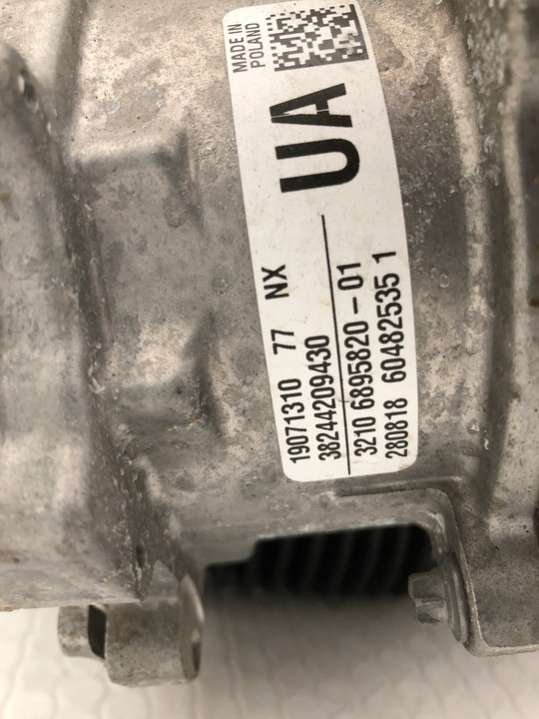 MADE IN
POLAND
UA
19071310 77 NX
38244209430
3210 6895820-01
280818 60482535 1